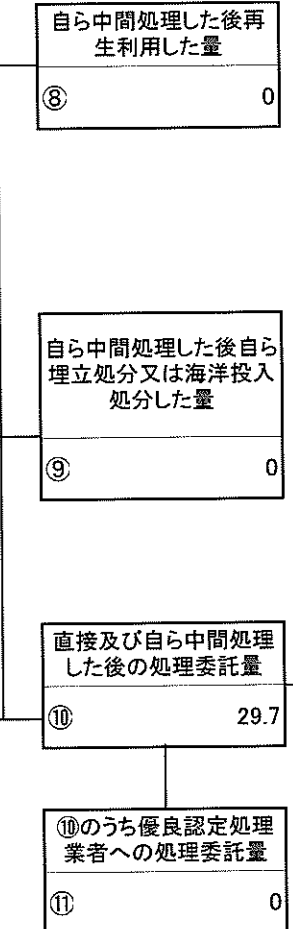 自ら中間処理した後再
生利用した量
⑧ 0
自ら中間処理した後自ら
埋立処分又は海洋投入
処分した量
⑨ 0
直接及び自ら中間処理
した後の処理委託量
⑩ 29.7
⑩のうち優良認定処理
業者への処理委託量
⑪ 0